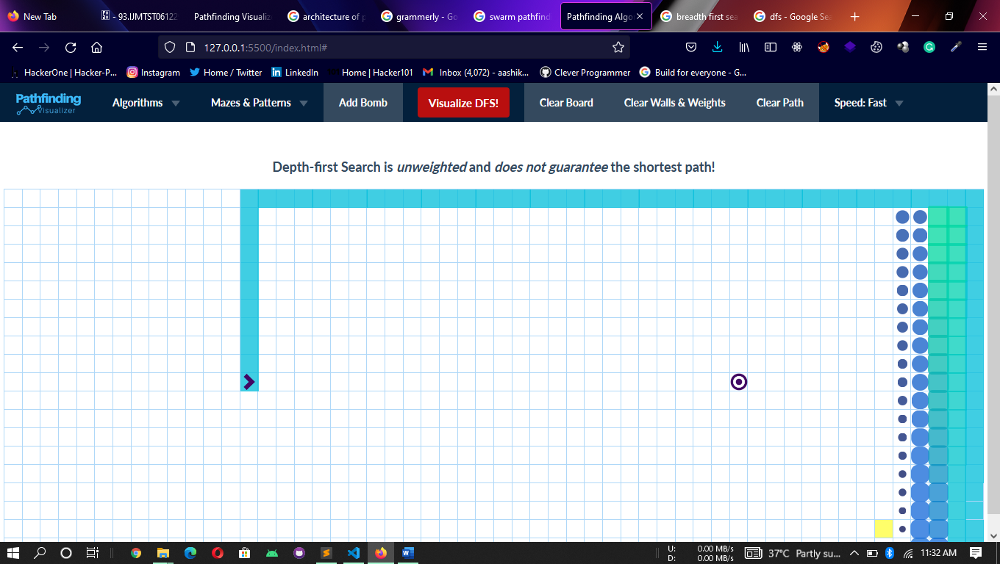 New Tab
- 93.IJMTST06122
Pathfinding Visualiz
architecture of p
grammerly - Go
swarm pathfind
Pathfinding Algo
breadth first sea
dfs - Google Sea
127.0.0.1:5500/index.html#
HackerOne | Hacker-P...
Instagram
Home / Twitter
LinkedIn
Home | Hacker101
Inbox (4,072) - aashik...
Clever Programmer
Build for everyone - G...
Pathfinding
Visualizer
Algorithms
Mazes & Patterns
Add Bomb
Visualize DFS!
Clear Board
Clear Walls & Weights
Clear Path
Speed: Fast
Depth-first Search is unweighted and does not guarantee the shortest path!
U: 0.00 MB/s
D: 0.00 MB/s
37°C Partly su...
11:32 AM